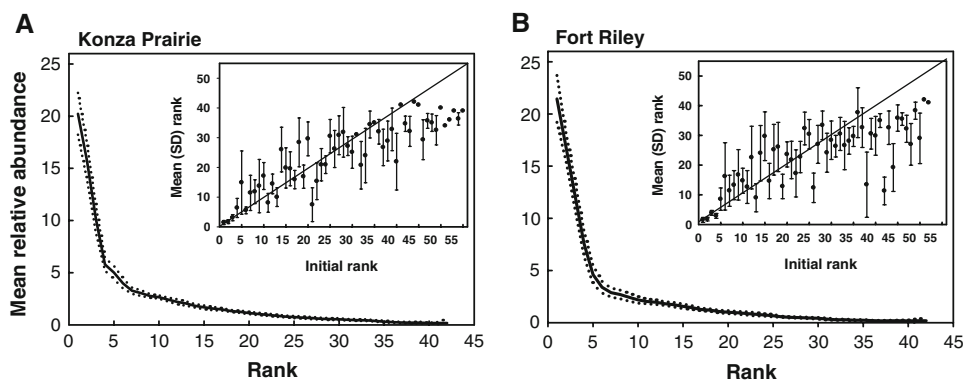 A
Konza Prairie
25
20
15
10
5
0
Mean relative abundance
0 5 10 15 20 25 30 35 40 45
Rank
50
40
30
20
10
0
Mean (SD) rank
0 5 10 15 20 25 30 35 40 45 50 55
Initial rank
B
Fort Riley
25
20
15
10
5
0
0 5 10 15 20 25 30 35 40 45
Rank
50
40
30
20
10
0
Mean (SD) rank
0 5 10 15 20 25 30 35 40 45 50 55
Initial rank